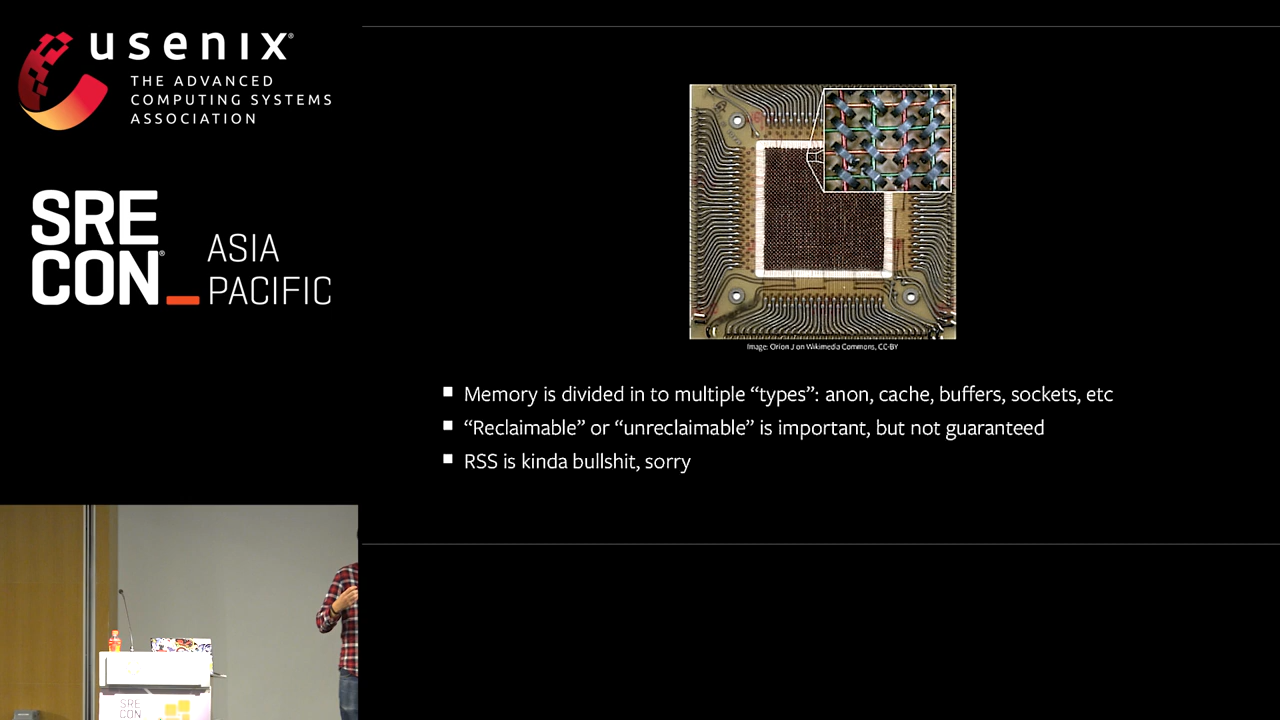 usenix®
THE ADVANCED
COMPUTING SYSTEMS
ASSOCIATION
SRE
CON®
ASIA
PACIFIC
Image: Orion J on Wikimedia Commons, CC-BY
Memory is divided in to multiple “types”: anon, cache, buffers, sockets, etc
“Reclaimable” or “unreclaimable” is important, but not guaranteed
RSS is kinda bullshit, sorry
SRE
CON